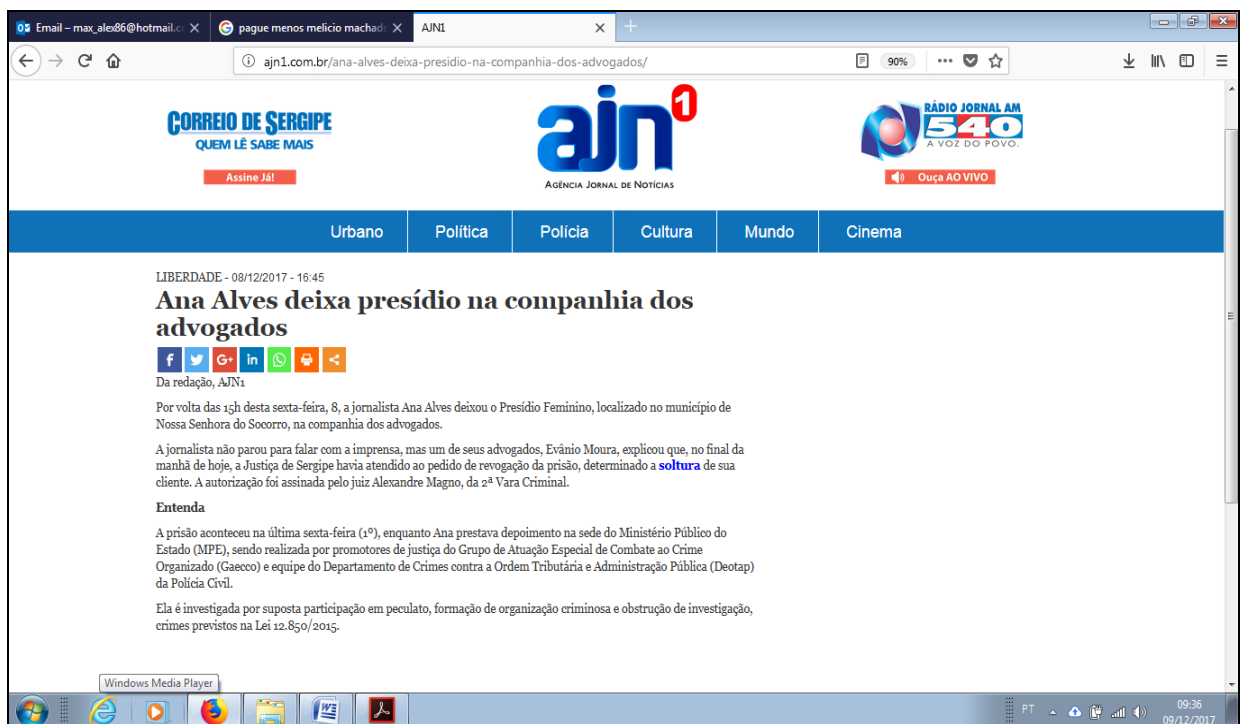 Email – max_alex86@hotmail.c
pague menos melicio machad
AJN1
ajn1.com.br/ana-alves-deixa-presidio-na-companhia-dos-advogados/
90%
CORREIO DE SERGIPE
QUEM LÊ SABE MAIS
Assine Já!
ajn1
AGÊNCIA JORNAL DE NOTÍCIAS
RÁDIO JORNAL AM
540
A VOZ DO POVO.
Ouça AO VIVO
Urbano Política Polícia Cultura Mundo Cinema
LIBERDADE - 08/12/2017 - 16:45
Ana Alves deixa presídio na companhia dos
advogados
Da redação, AJN1
Por volta das 15h desta sexta-feira, 8, a jornalista Ana Alves deixou o Presídio Feminino, localizado no município de
Nossa Senhora do Socorro, na companhia dos advogados.
A jornalista não parou para falar com a imprensa, mas um de seus advogados, Evânio Moura, explicou que, no final da
manhã de hoje, a Justiça de Sergipe havia atendido ao pedido de revogação da prisão, determinado a soltura de sua
cliente. A autorização foi assinada pelo juiz Alexandre Magno, da 2ª Vara Criminal.
Entenda
A prisão aconteceu na última sexta-feira (1º), enquanto Ana prestava depoimento na sede do Ministério Público do
Estado (MPE), sendo realizada por promotores de justiça do Grupo de Atuação Especial de Combate ao Crime
Organizado (Gaecco) e equipe do Departamento de Crimes contra a Ordem Tributária e Administração Pública (Deotap)
da Polícia Civil.
Ela é investigada por suposta participação em peculato, formação de organização criminosa e obstrução de investigação,
crimes previstos na Lei 12.850/2015.
Windows Media Player
PT
09:36
09/12/2017